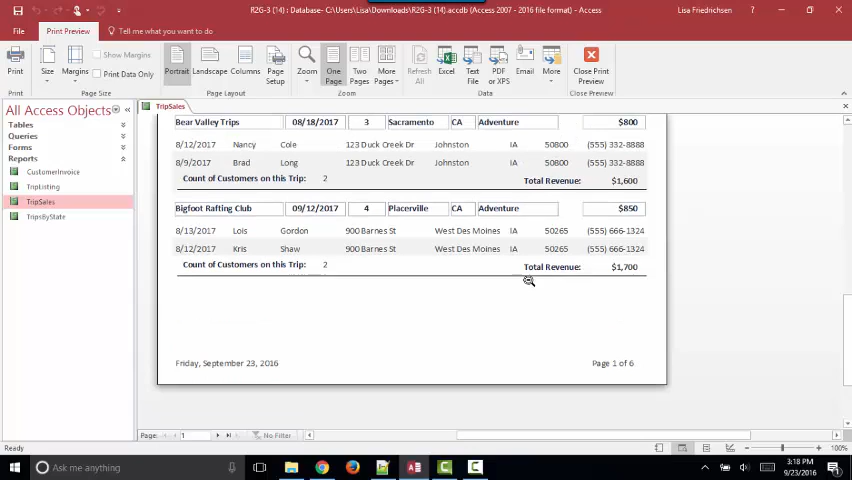 R2G-3 (14) : Database- C:\Users\Lisa\Downloads\R2G-3 (14).accdb (Access 2007 - 2016 file format) - Access
Lisa Friedrichsen
File
Print Preview
Tell me what you want to do
Print
Size
Margins
Show Margins
Print Data Only
Portrait
Landscape
Columns
Page Setup
Zoom
One Page
Two Pages
More Pages
Refresh All
Excel
Text File
PDF or XPS
Email
More
Close Print Preview
Print
Page Size
Page Layout
Zoom
Data
Close Preview
All Access Objects
Tables
Queries
Forms
Reports
CustomerInvoice
TripListing
TripSales
TripsByState
TripSales
Bear Valley Trips 08/18/2017 3 Sacramento CA Adventure $800
8/12/2017 Nancy Cole 123 Duck Creek Dr Johnston IA 50800 (555) 332-8888
8/9/2017 Brad Long 123 Duck Creek Dr Johnston IA 50800 (555) 332-8888
Count of Customers on this Trip: 2 Total Revenue: $1,600
Bigfoot Rafting Club 09/12/2017 4 Placerville CA Adventure $850
8/13/2017 Lois Gordon 900 Barnes St West Des Moines IA 50265 (555) 666-1324
8/12/2017 Kris Shaw 900 Barnes St West Des Moines IA 50265 (555) 666-1324
Count of Customers on this Trip: 2 Total Revenue: $1,700
Friday, September 23, 2016 Page 1 of 6
Page: 1 No Filter
Ready 100%
Ask me anything
3:18 PM
9/23/2016